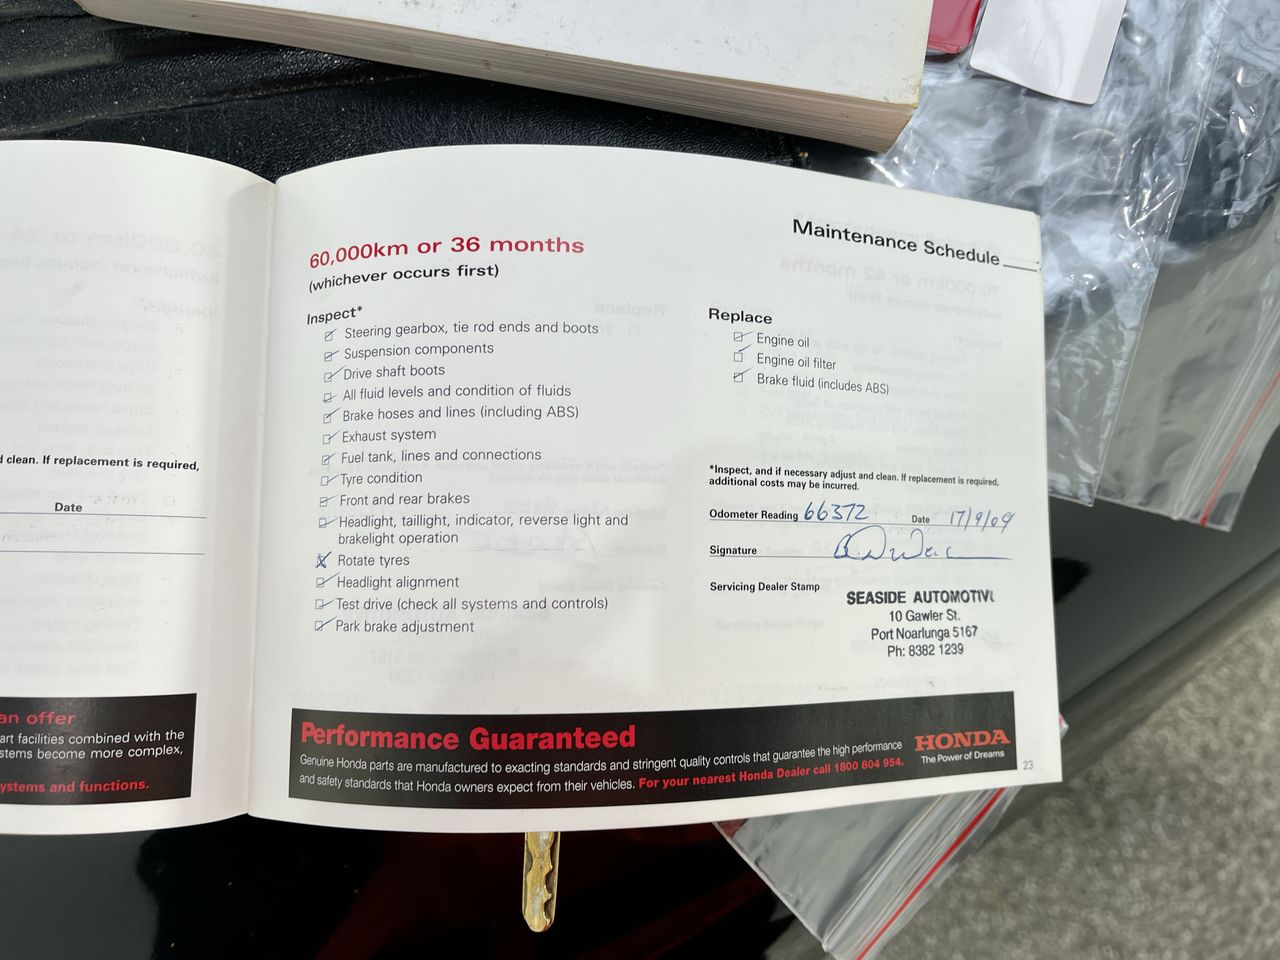 d clean. If replacement is required,
Date
an offer
art facilities combined with the
stems become more complex,
ystems and functions.
Maintenance Schedule
60,000km or 36 months
(whichever occurs first)
Inspect*
Steering gearbox, tie rod ends and boots
Suspension components
Drive shaft boots
All fluid levels and condition of fluids
Brake hoses and lines (including ABS)
Exhaust system
Fuel tank, lines and connections
Tyre condition
Front and rear brakes
Headlight, taillight, indicator, reverse light and
brakelight operation
Rotate tyres
Headlight alignment
Test drive (check all systems and controls)
Park brake adjustment
Replace
Engine oil
Engine oil filter
Brake fluid (includes ABS)
*Inspect, and if necessary adjust and clean. If replacement is required,
additional costs may be incurred.
Odometer Reading 66372 Date 17/9/09
Signature
Servicing Dealer Stamp
SEASIDE AUTOMOTIVE
10 Gawler St.
Port Noarlunga 5167
Ph: 8382 1239
Performance Guaranteed
Genuine Honda parts are manufactured to exacting standards and stringent quality controls that guarantee the high performance
and safety standards that Honda owners expect from their vehicles. For your nearest Honda Dealer call 1800 804 954.
HONDA
The Power of Dreams
23